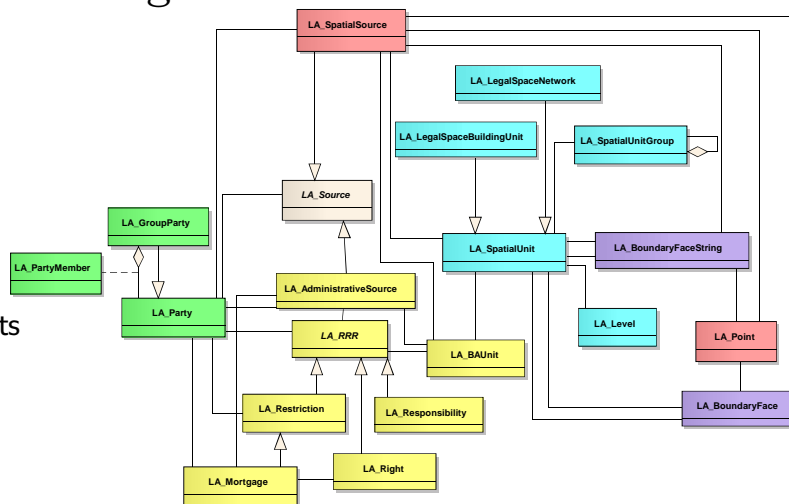 g
LA_SpatialSource
LA_LegalSpaceNetwork
LA_LegalSpaceBuildingUnit
LA_SpatialUnitGroup
LA_Source
LA_GroupParty
LA_SpatialUnit
LA_BoundaryFaceString
LA_PartyMember
LA_AdministrativeSource
LA_Party
ts
LA_RRR
LA_Level
LA_Point
LA_BAUnit
LA_Restriction
LA_Responsibility
LA_BoundaryFace
LA_Right
LA_Mortgage